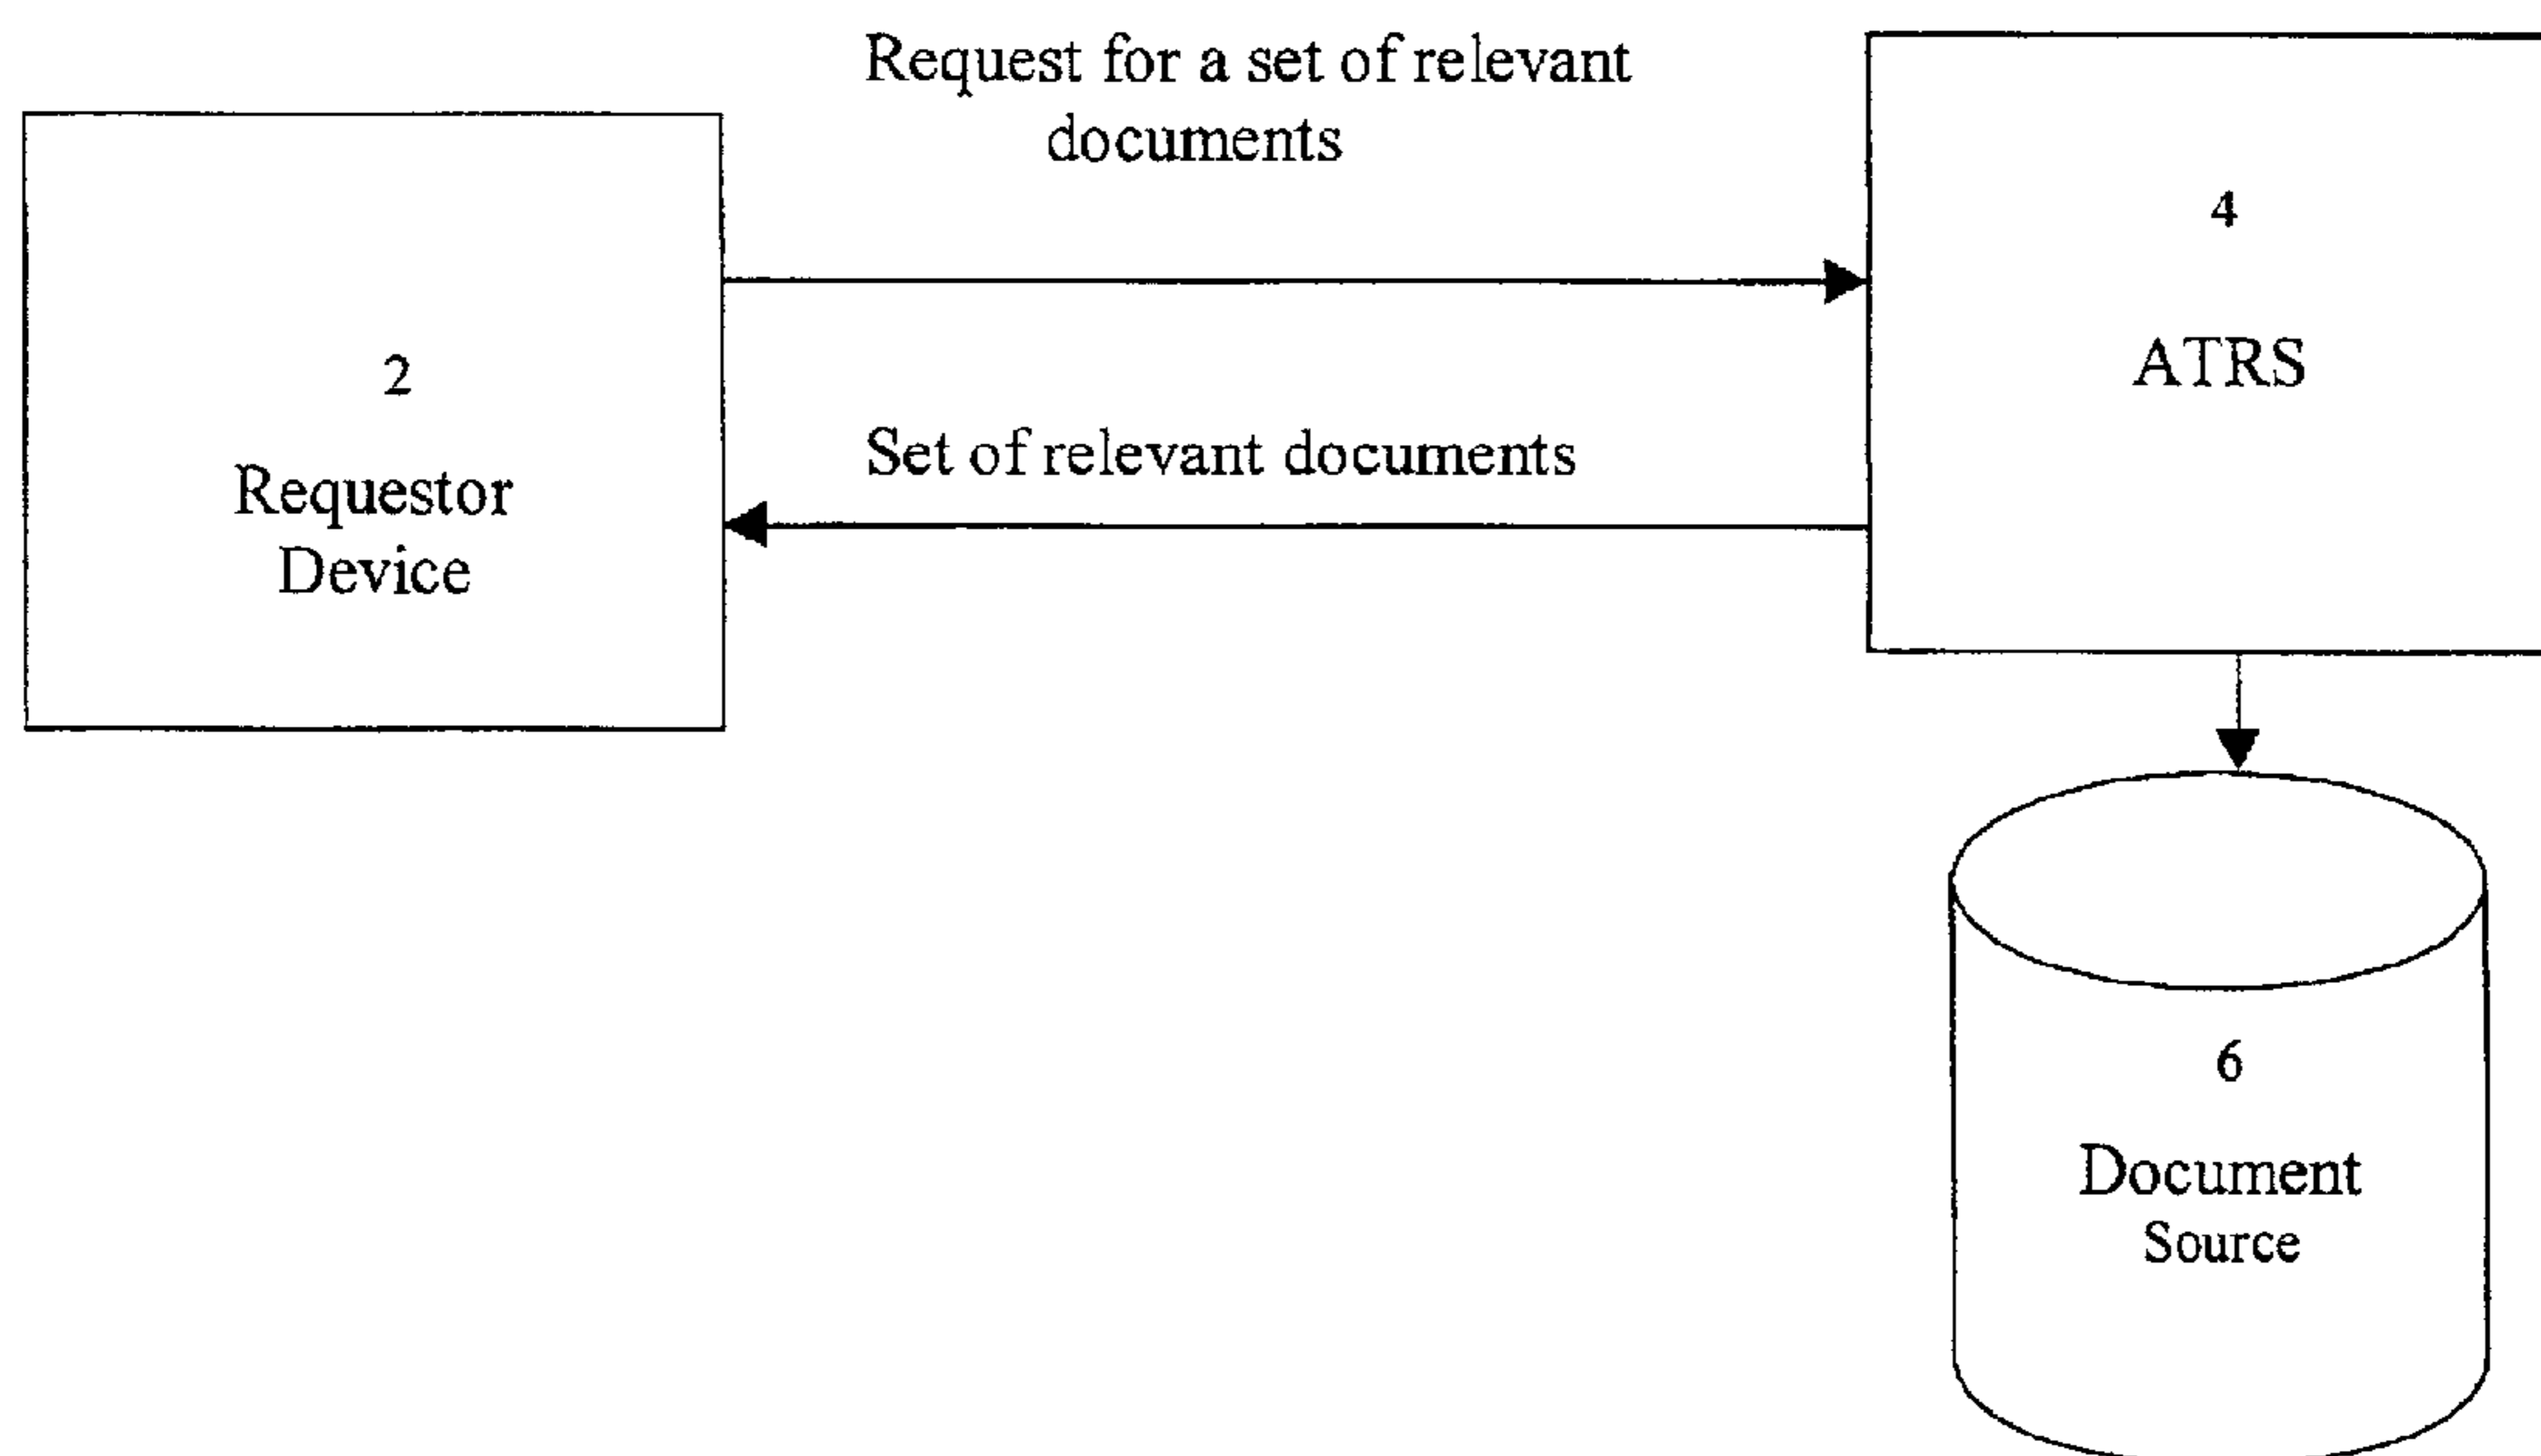 Request for a set of relevant
documents
4
ATRS
2
Requestor
Device
Set of relevant documents
6
Document
Source